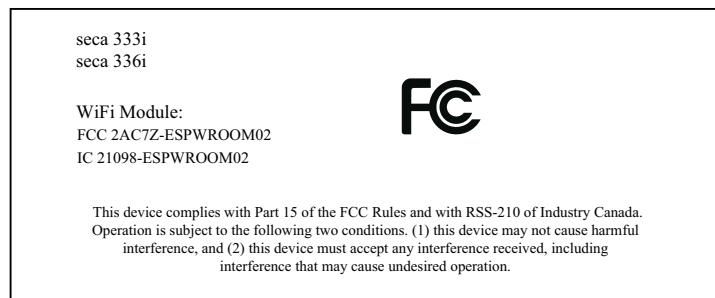 seca 333i
seca 336i
WiFi Module:
FCC 2AC7Z-ESPWROOM02
IC 21098-ESPWROOM02
FC
This device complies with Part 15 of the FCC Rules and with RSS-210 of Industry Canada.
Operation is subject to the following two conditions. (1) this device may not cause harmful
interference, and (2) this device must accept any interference received, including
interference that may cause undesired operation.